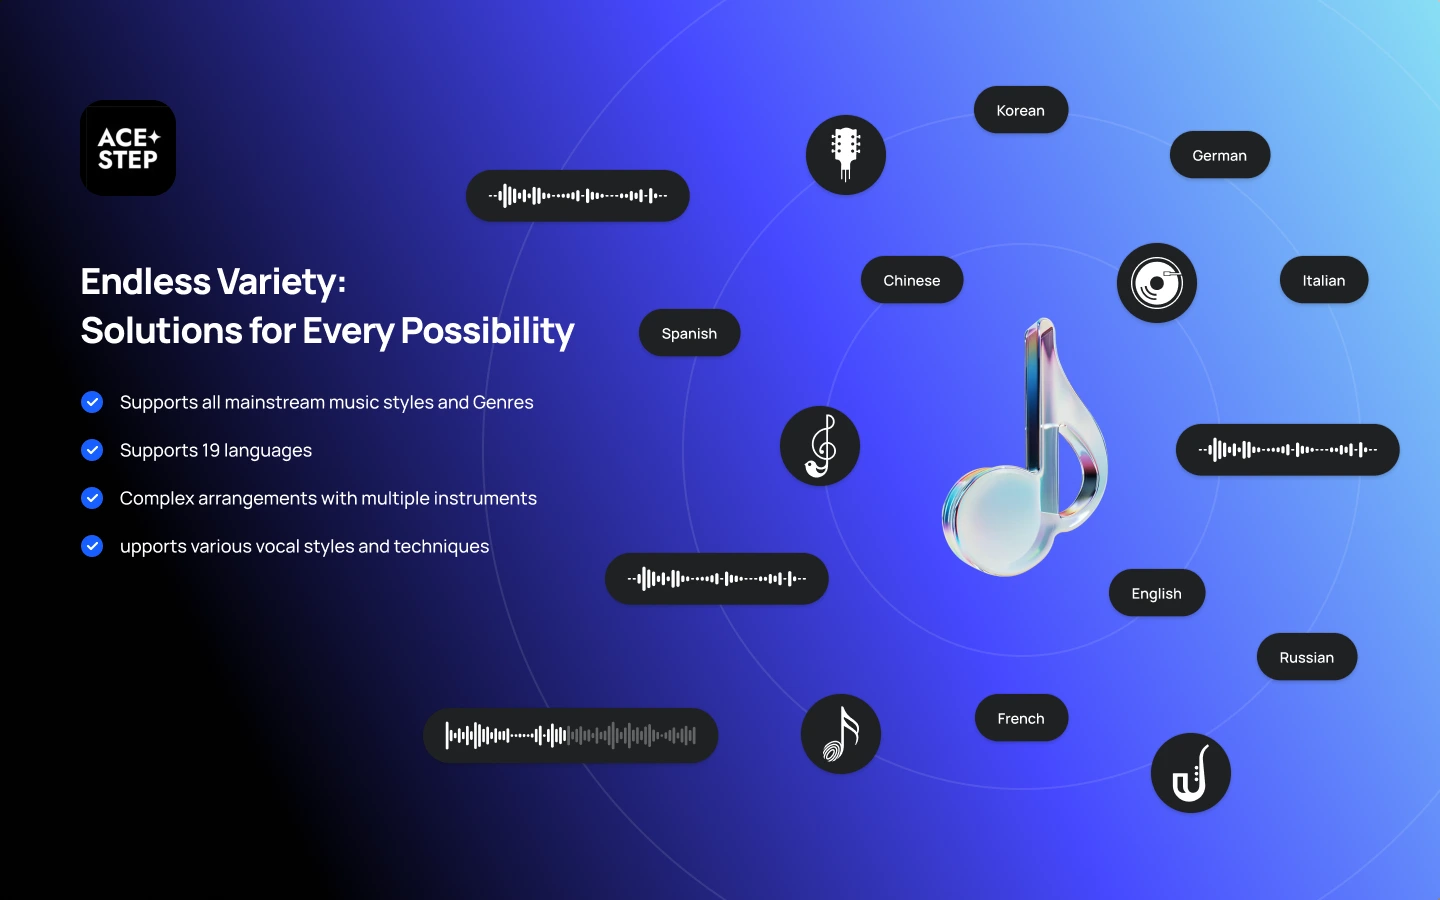 ACE
STEP
Endless Variety:
Solutions for Every Possibility
Supports all mainstream music styles and Genres
Supports 19 languages
Complex arrangements with multiple instruments
upports various vocal styles and techniques
Korean
German
Chinese
Italian
Spanish
English
Russian
French